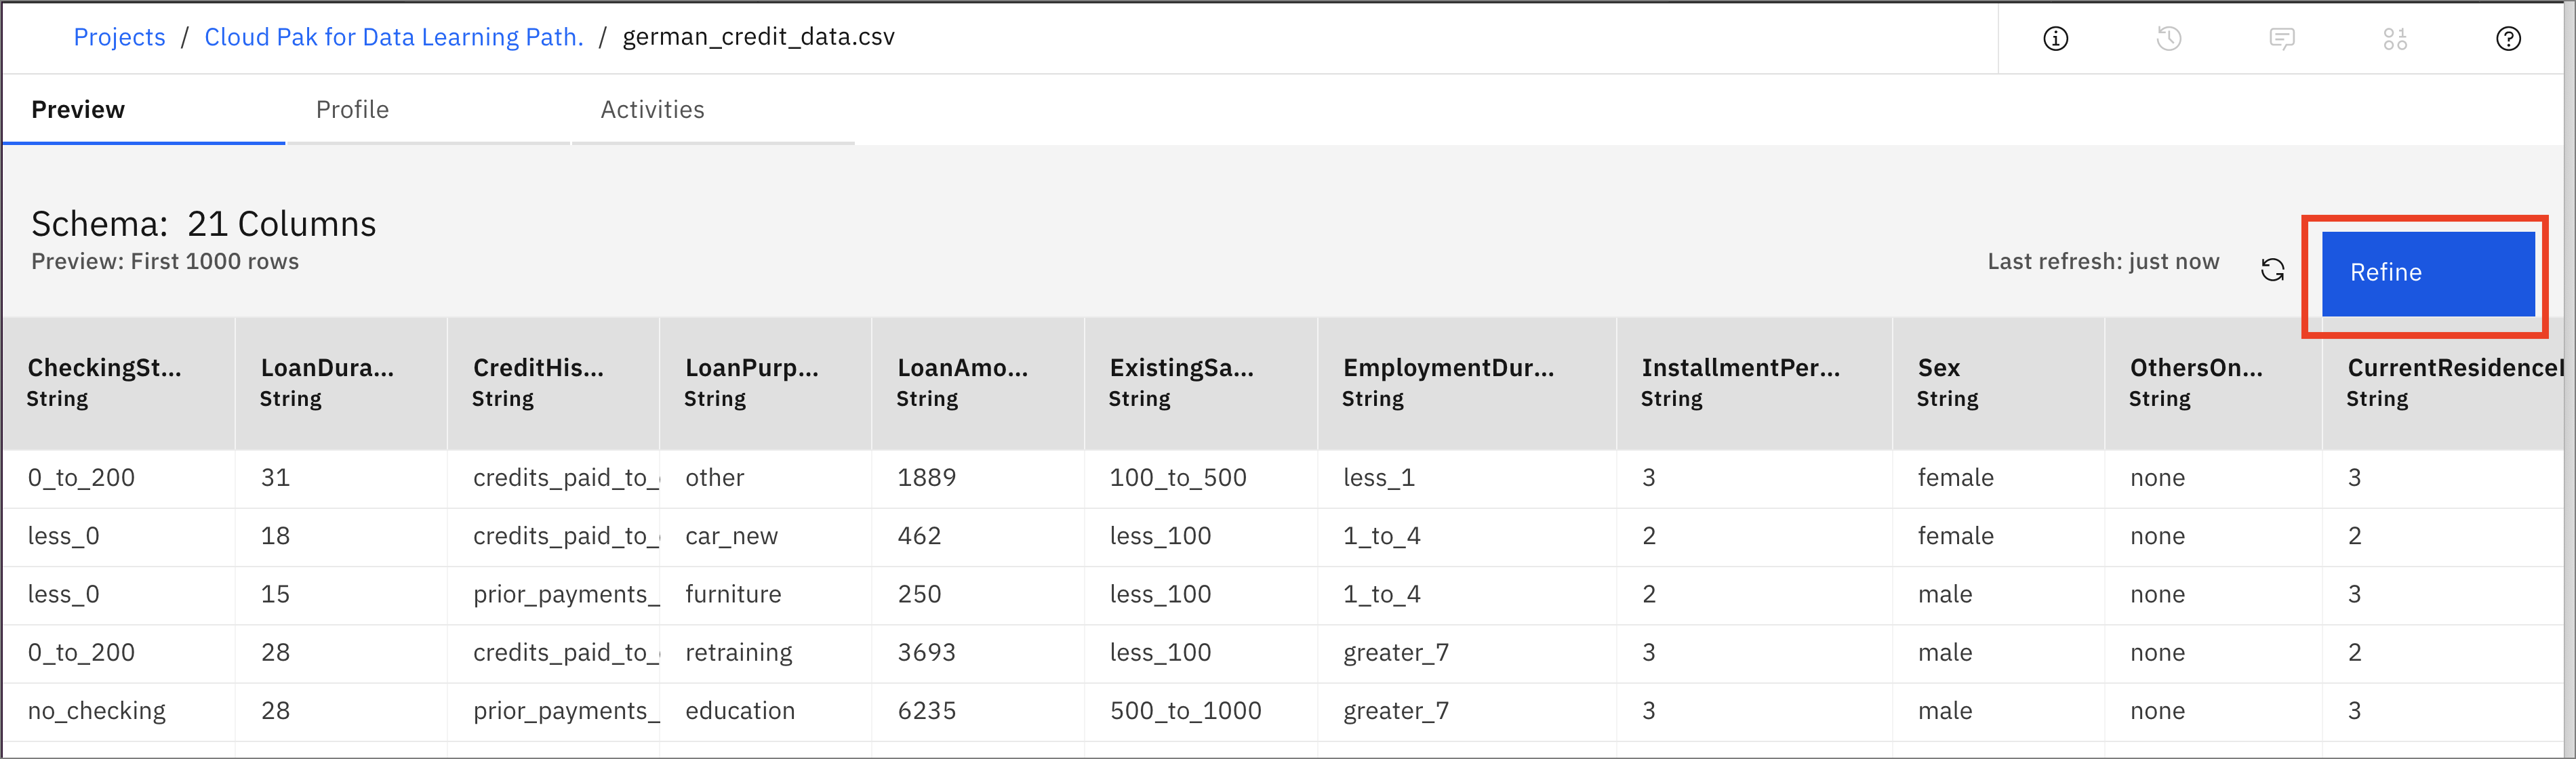 Projects / Cloud Pak for Data Learning Path. / german_credit_data.csv
Preview Profile Activities
Schema: 21 Columns
Preview: First 1000 rows
Last refresh: just now
Refine
CheckingSt... LoanDura... CreditHis... LoanPurp... LoanAmo... ExistingSa... EmploymentDur... InstallmentPer... Sex OthersOn... CurrentResidence
String String String String String String String String String String String
0_to_200 31 credits_paid_to_ other 1889 100_to_500 less_1 3 female none 3
less_0 18 credits_paid_to_ car_new 462 less_100 1_to_4 2 female none 2
less_0 15 prior_payments_ furniture 250 less_100 1_to_4 2 male none 3
0_to_200 28 credits_paid_to_ retraining 3693 less_100 greater_7 3 male none 2
no_checking 28 prior_payments_ education 6235 500_to_1000 greater_7 3 male none 3